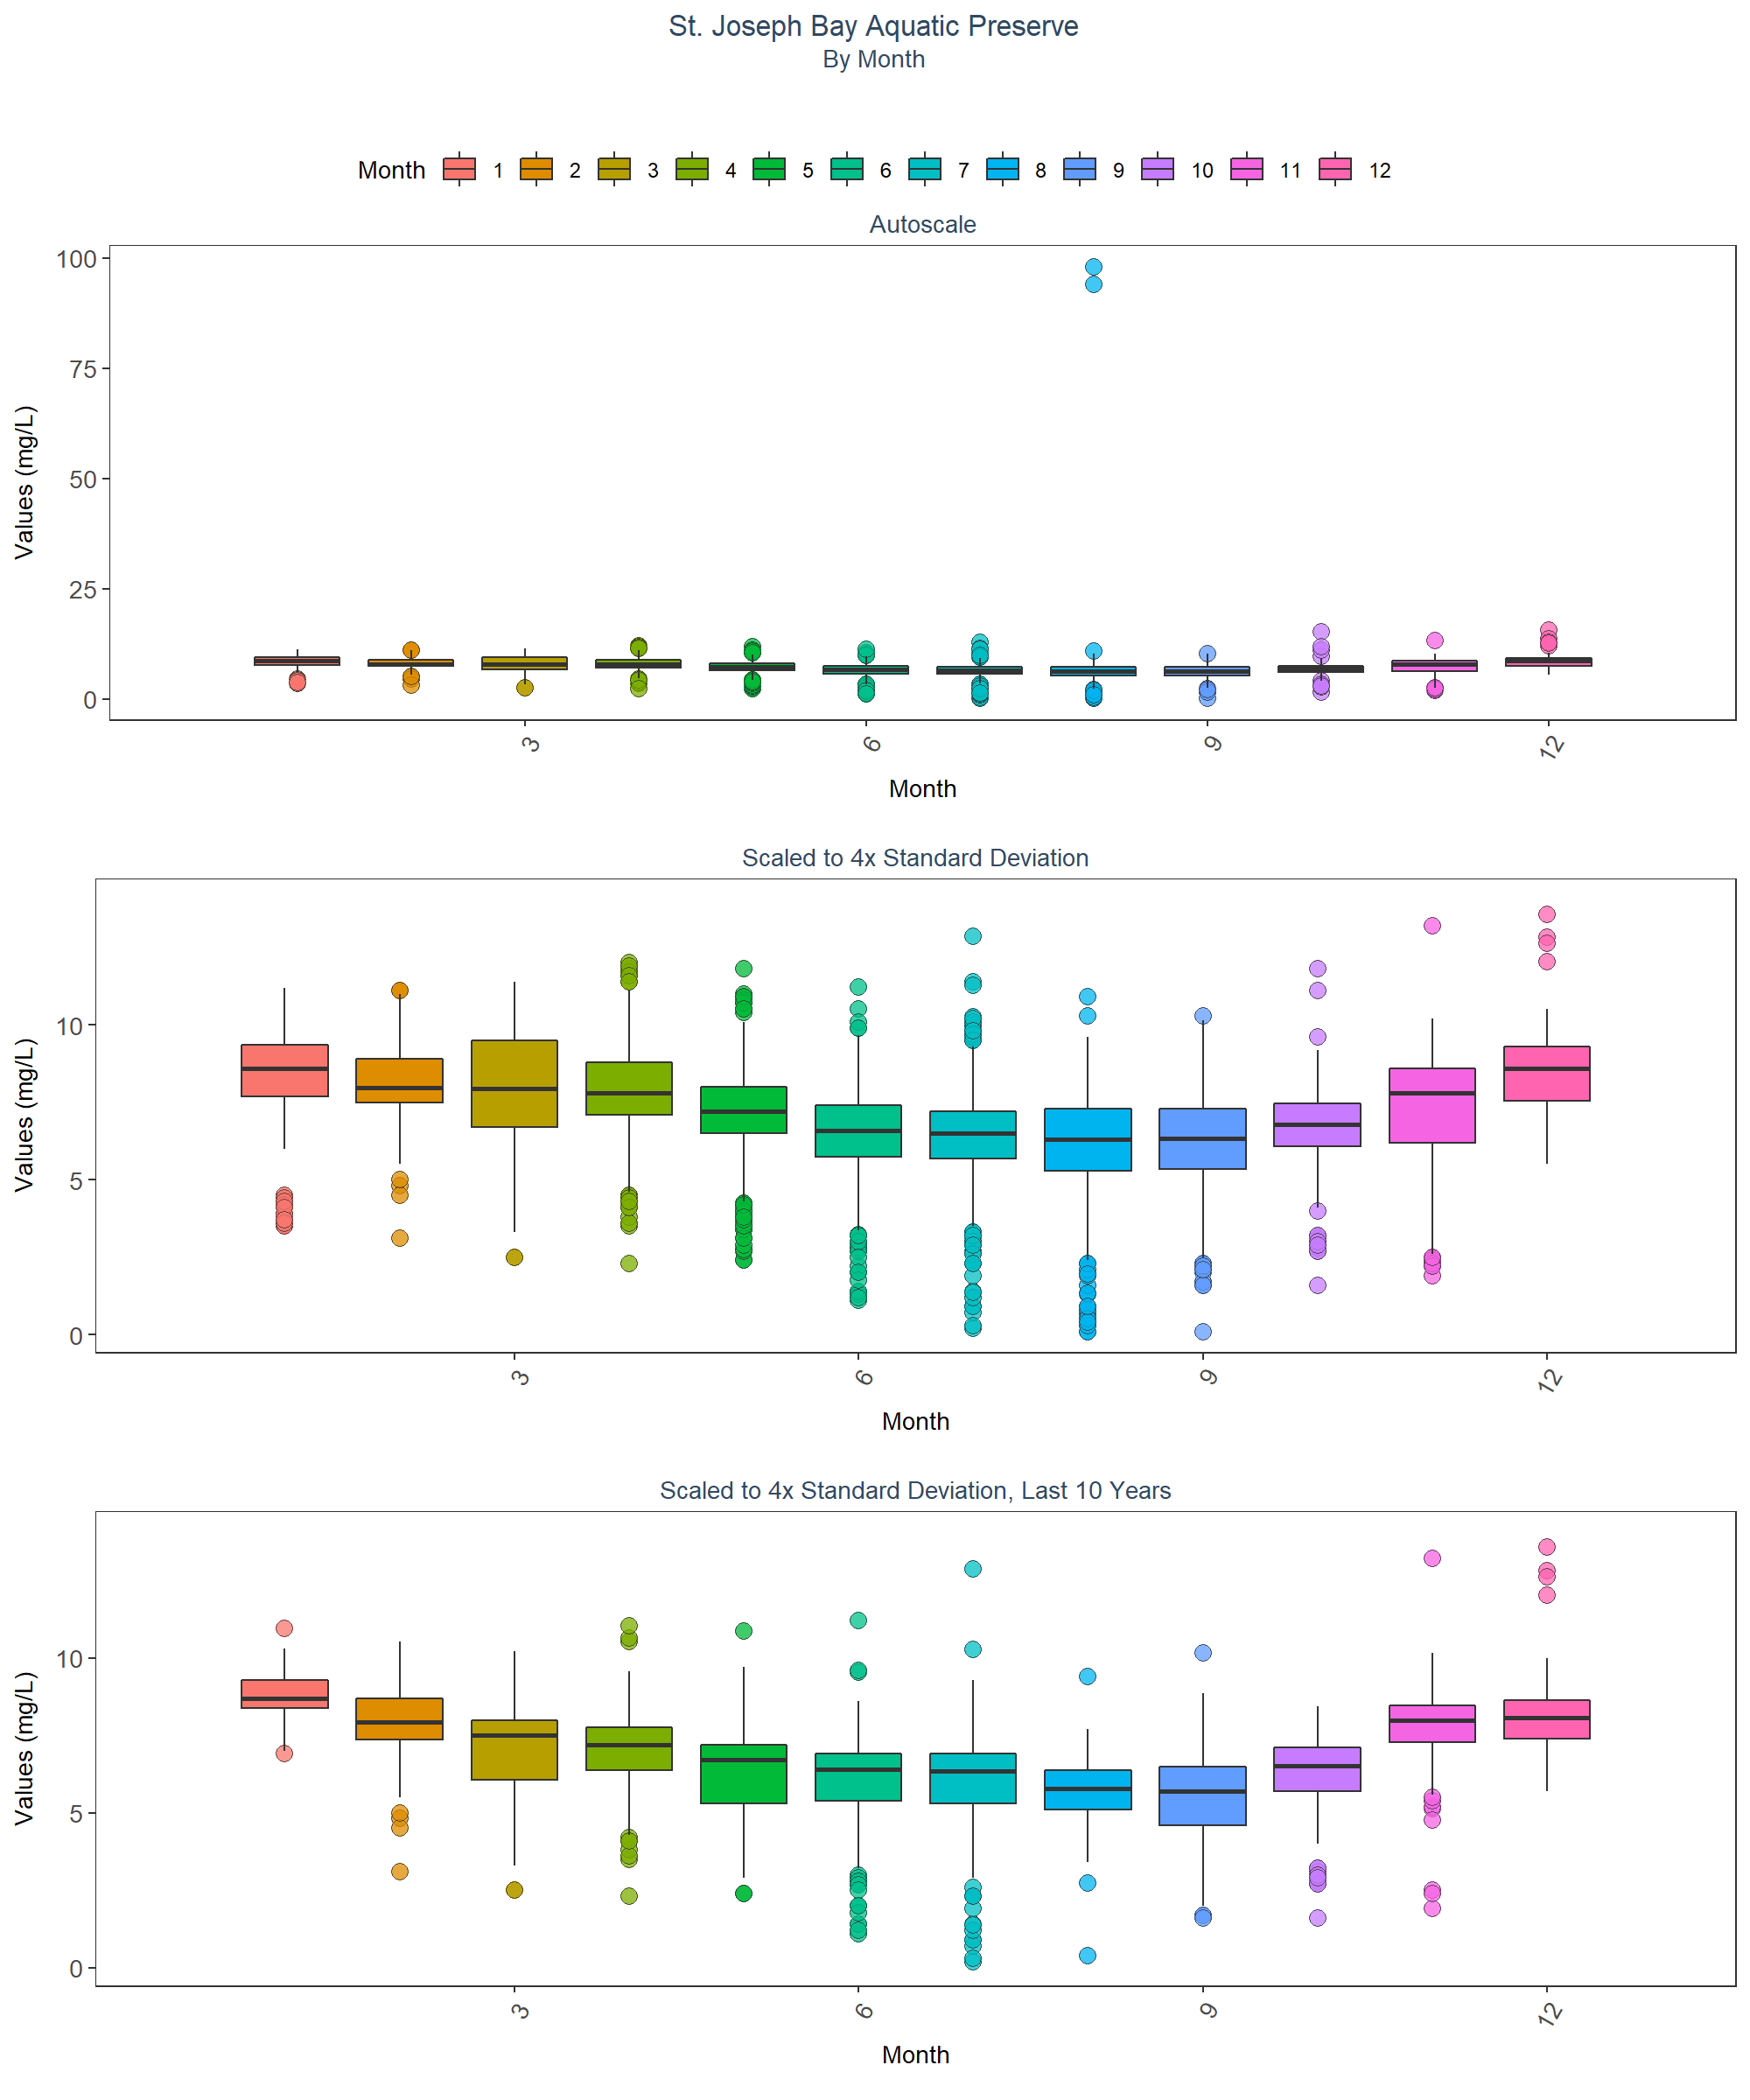 St. Joseph Bay Aquatic Preserve
By Month
Month 1 2 3 4 5 6 7 8 9 10 11 12
Autoscale
Values (mg/L)
100
75
50
25
0
3 6 9 12
Month
Scaled to 4x Standard Deviation
Values (mg/L)
10
5
0
3 6 9 12
Month
Scaled to 4x Standard Deviation, Last 10 Years
Values (mg/L)
10
5
0
3 6 9 12
Month